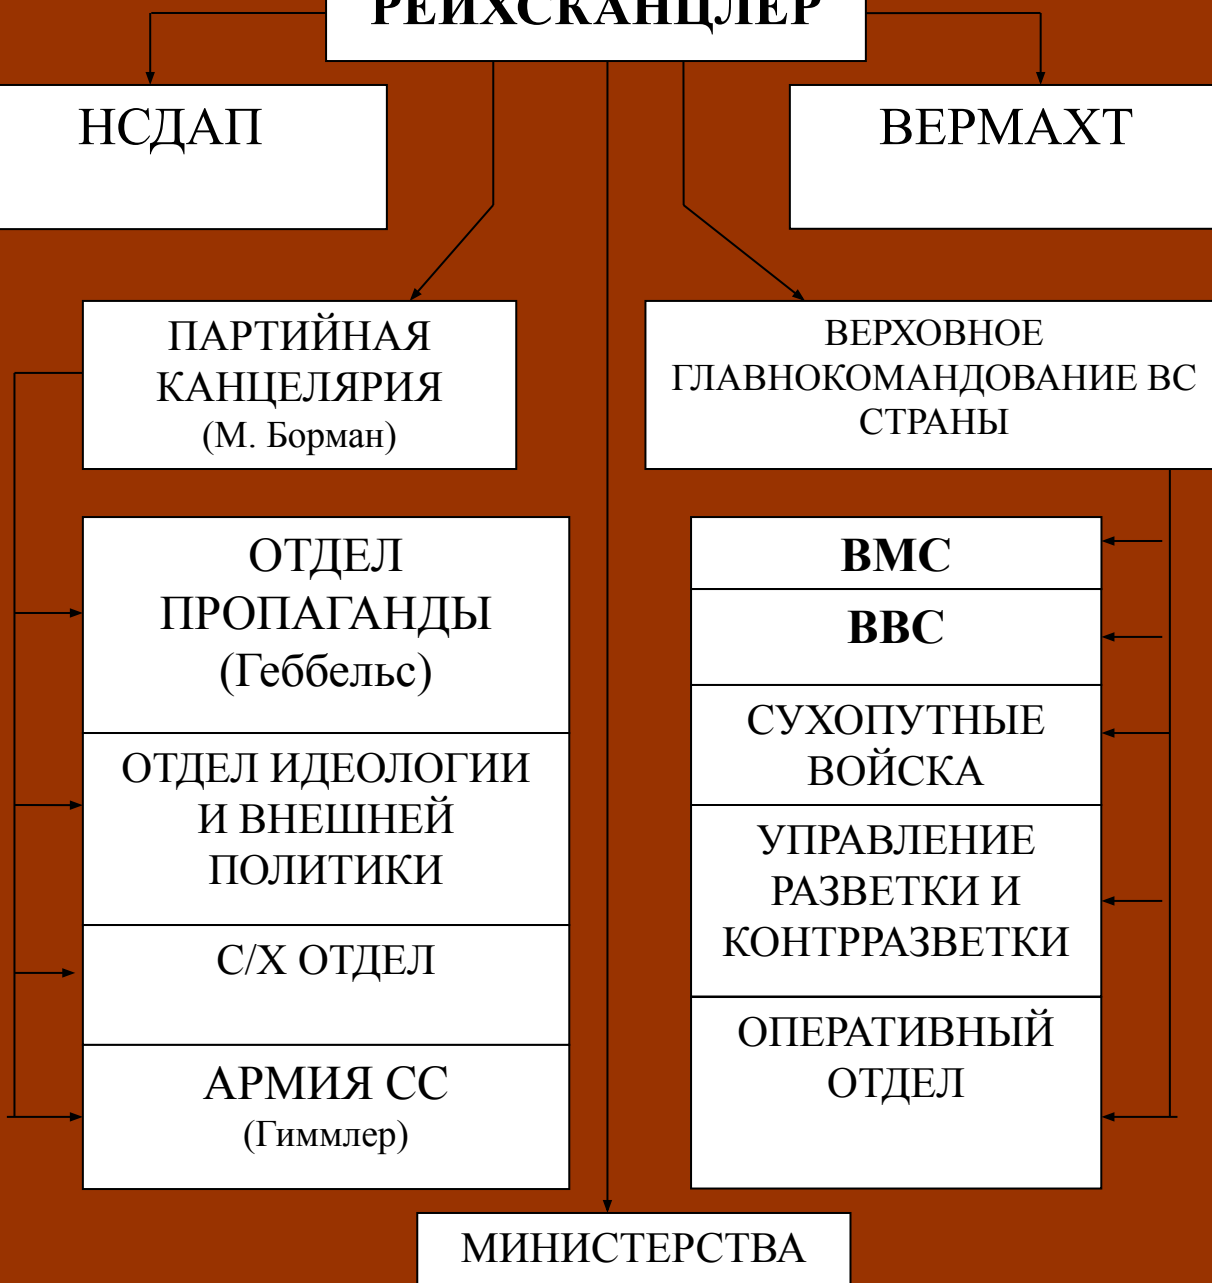 РЕЙХСКАНЦЛЕР
НСДАП
ВЕРМАХТ
ПАРТИЙНАЯ
КАНЦЕЛЯРИЯ
(М. Борман)
ВЕРХОВНОЕ
ГЛАВНОКОМАНДОВАНИЕ ВС
СТРАНЫ
ОТДЕЛ
ПРОПАГАНДЫ
(Геббельс)
ОТДЕЛ ИДЕОЛОГИИ
И ВНЕШНЕЙ
ПОЛИТИКИ
С/Х ОТДЕЛ
АРМИЯ СС
(Гиммлер)
ВМС
ВВС
СУХОПУТНЫЕ
ВОЙСКА
УПРАВЛЕНИЕ
РАЗВЕТКИ И
КОНТРРАЗВЕТКИ
ОПЕРАТИВНЫЙ
ОТДЕЛ
МИНИСТЕРСТВА